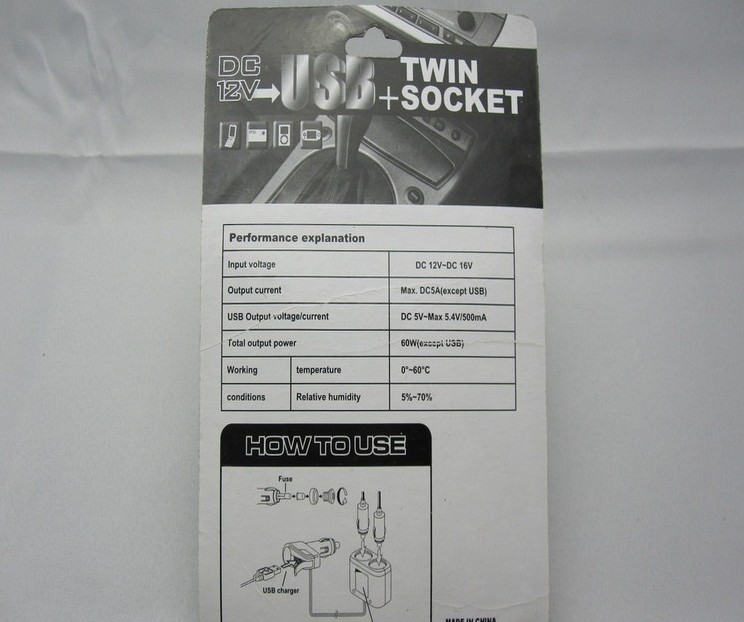 DC
12V
USB
+
TWIN
SOCKET
Performance explanation
Input voltage DC 12V~DC 16V
Output current Max. DC5A(except USB)
USB Output voltage/current DC 5V~Max 5.4V/500mA
Total output power 60W(except USB)
Working temperature 0°~60°C
conditions Relative humidity 5%~70%
HOW TO USE
Fuse
USB charger
MADE IN CHINA